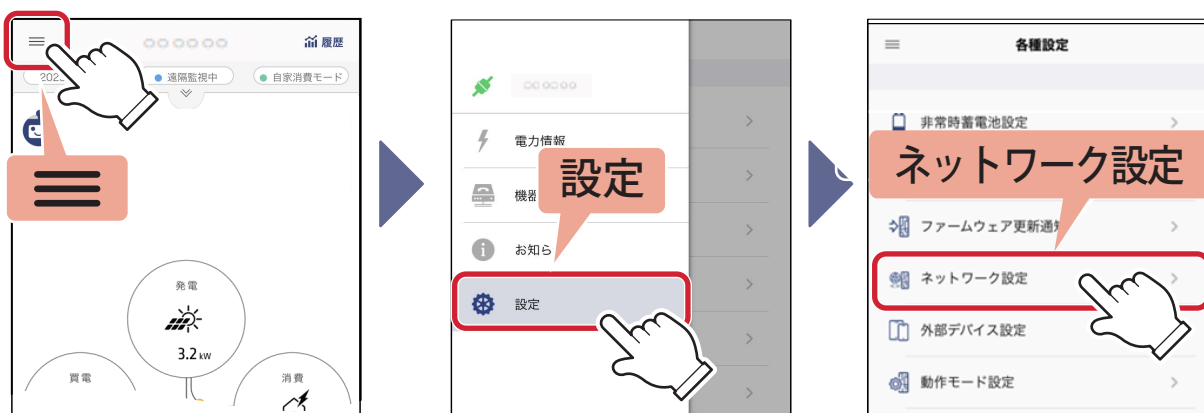 履歴
遠隔監視中
自家消費モード
発電
3.2 kW
買電
消費
電力情報
設定
お知ら
設定
各種設定
非常時蓄電池設定
ネットワーク設定
ファームウェア更新通知
ネットワーク設定
外部デバイス設定
動作モード設定